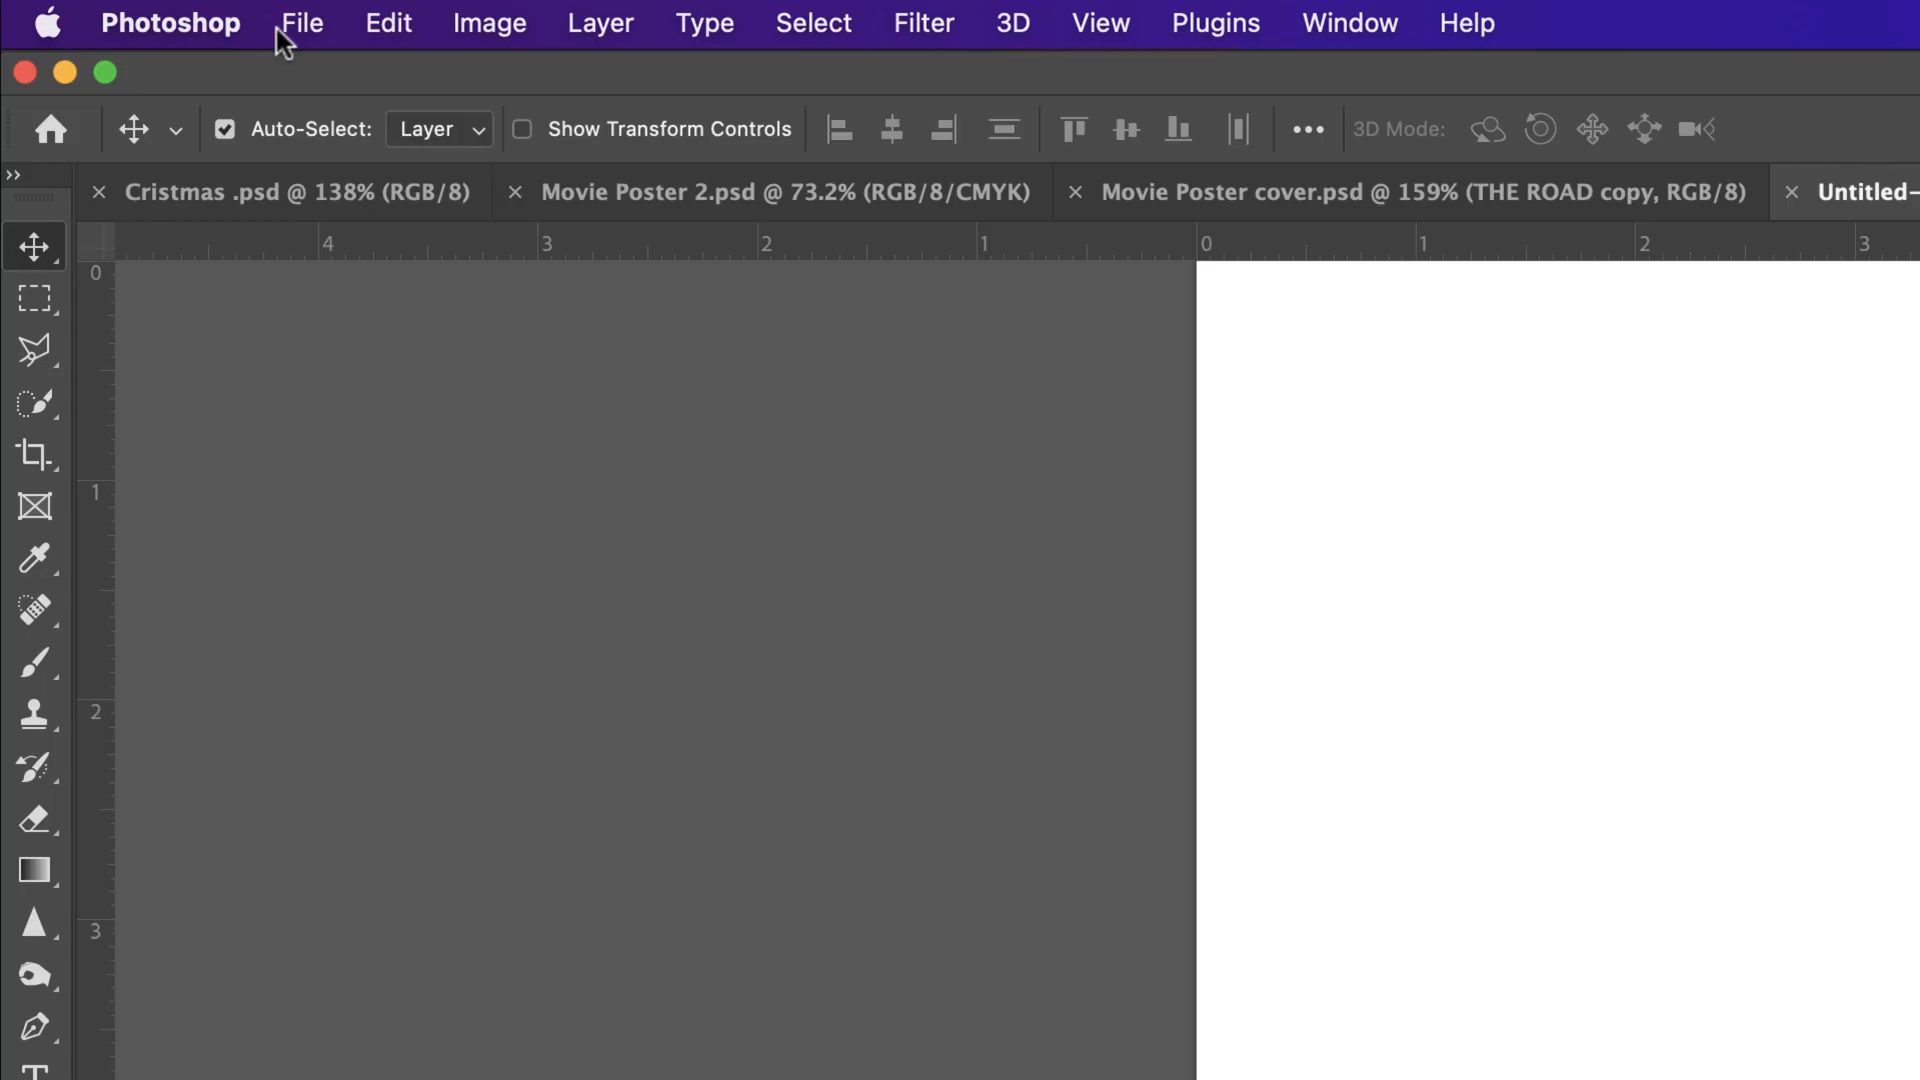 Photoshop File Edit Image Layer Type Select Filter 3D View Plugins Window Help
Auto-Select: Layer Show Transform Controls 3D Mode:
Cristmas .psd @ 138% (RGB/8) Movie Poster 2.psd @ 73.2% (RGB/8/CMYK) Movie Poster cover.psd @ 159% (THE ROAD copy, RGB/8) Untitled-
4 3 2 1 0 1 2 3
0
1
2
3